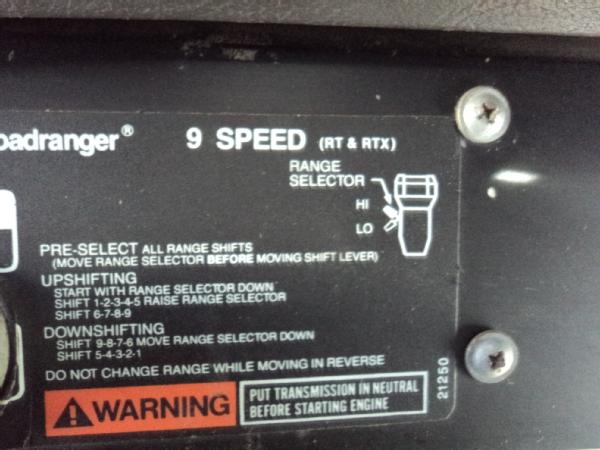 oadranger® 9 SPEED (RT & RTX)
RANGE
SELECTOR
HI
LO
PRE-SELECT ALL RANGE SHIFTS
(MOVE RANGE SELECTOR BEFORE MOVING SHIFT LEVER)
UPSHIFTING
START WITH RANGE SELECTOR DOWN
SHIFT 1-2-3-4-5 RAISE RANGE SELECTOR
SHIFT 6-7-8-9
DOWNSHIFTING
SHIFT 9-8-7-6 MOVE RANGE SELECTOR DOWN
SHIFT 5-4-3-2-1
DO NOT CHANGE RANGE WHILE MOVING IN REVERSE
WARNING
PUT TRANSMISSION IN NEUTRAL
BEFORE STARTING ENGINE
21250